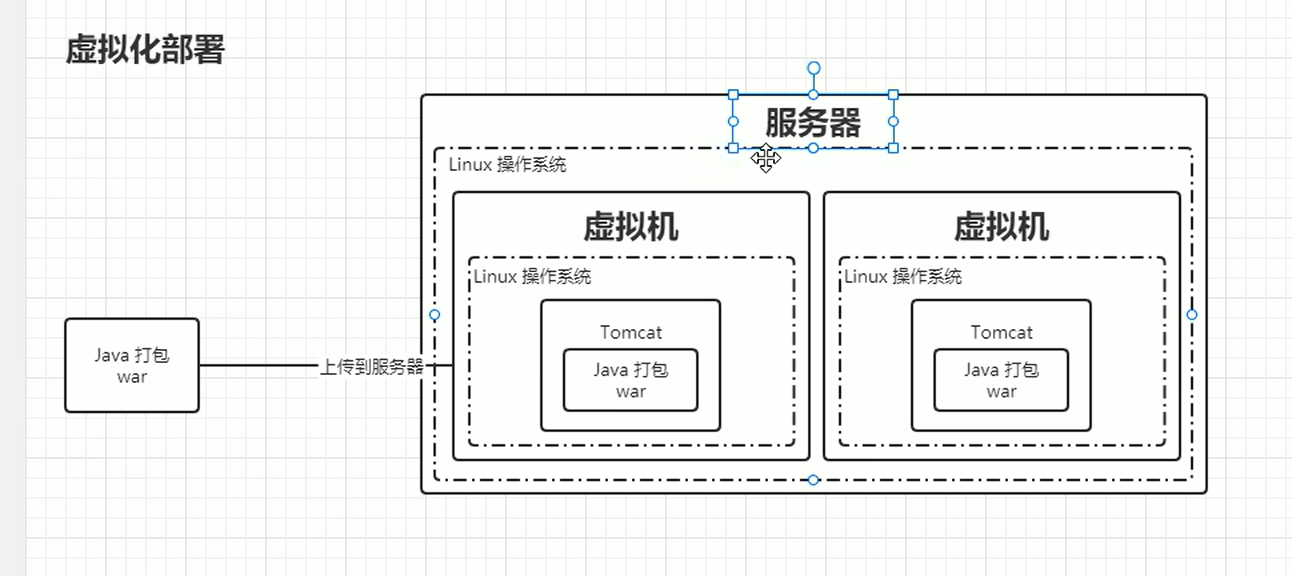 虚拟化部署
服务器
Linux 操作系统
虚拟机
虚拟机
Linux 操作系统
Linux 操作系统
Tomcat
Tomcat
Java 打包
war
上传到服务器
Java 打包
war
Java 打包
war